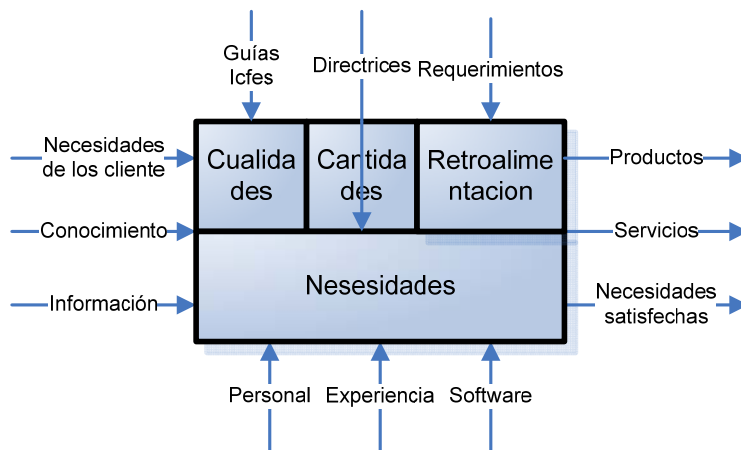 Guías
Icfes
Directrices
Requerimientos
Necesidades
de los cliente
Cualida
des
Cantida
des
Retroalime
ntacion
Productos
Conocimiento
Servicios
Información
Nesesidades
Necesidades
satisfechas
Personal
Experiencia
Software